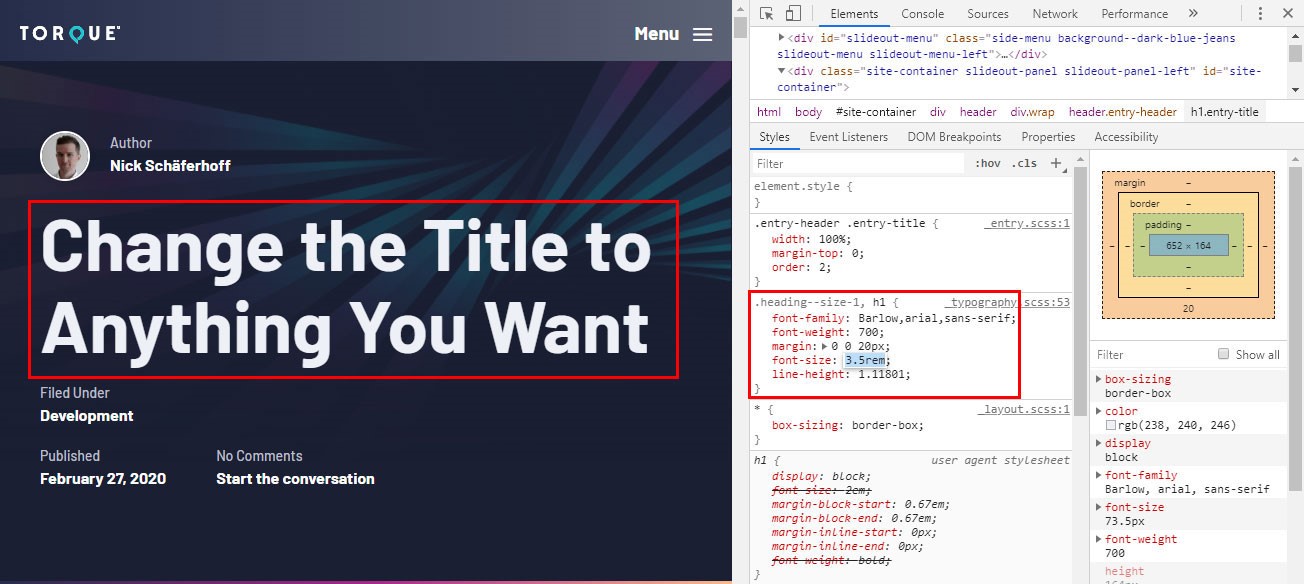 TORQUE
Menu
Author
Nick Schäferhoff
Change the Title to
Anything You Want
Filed Under
Development
Published
February 27, 2020
No Comments
Start the conversation
Elements Console Sources Network Performance »
▶<div id="slideout-menu" class="side-menu background--dark-blue-jeans
slideout-menu slideout-menu-left">…</div>
▼<div class="site-container slideout-panel slideout-panel-left" id="site-
container">
html body #site-container div header div.wrap header.entry-header h1.entry-title
Styles Event Listeners DOM Breakpoints Properties Accessibility
Filter :hov .cls +
element.style {
}
.entry-header .entry-title { _entry.scss:1
width: 100%;
margin-top: 0;
order: 2;
}
.heading--size-1, h1 { _typography.scss:53
font-family: Barlow,arial,sans-serif;
font-weight: 700;
margin: ▶ 0 0 20px;
font-size: 3.5rem;
line-height: 1.11801;
}
* { _layout.scss:1
box-sizing: border-box;
}
h1 { user agent stylesheet
display: block;
font-size: 2em;
margin-block-start: 0.67em;
margin-block-end: 0.67em;
margin-inline-start: 0px;
margin-inline-end: 0px;
font-weight: bold;
}
margin –
border –
padding –
– – – 652 × 164 – – –
–
–
20
Filter Show all
▶ box-sizing
border-box
▶ color
rgb(238, 240, 246)
▶ display
block
▶ font-family
Barlow, arial, sans-serif
▶ font-size
73.5px
▶ font-weight
700
height